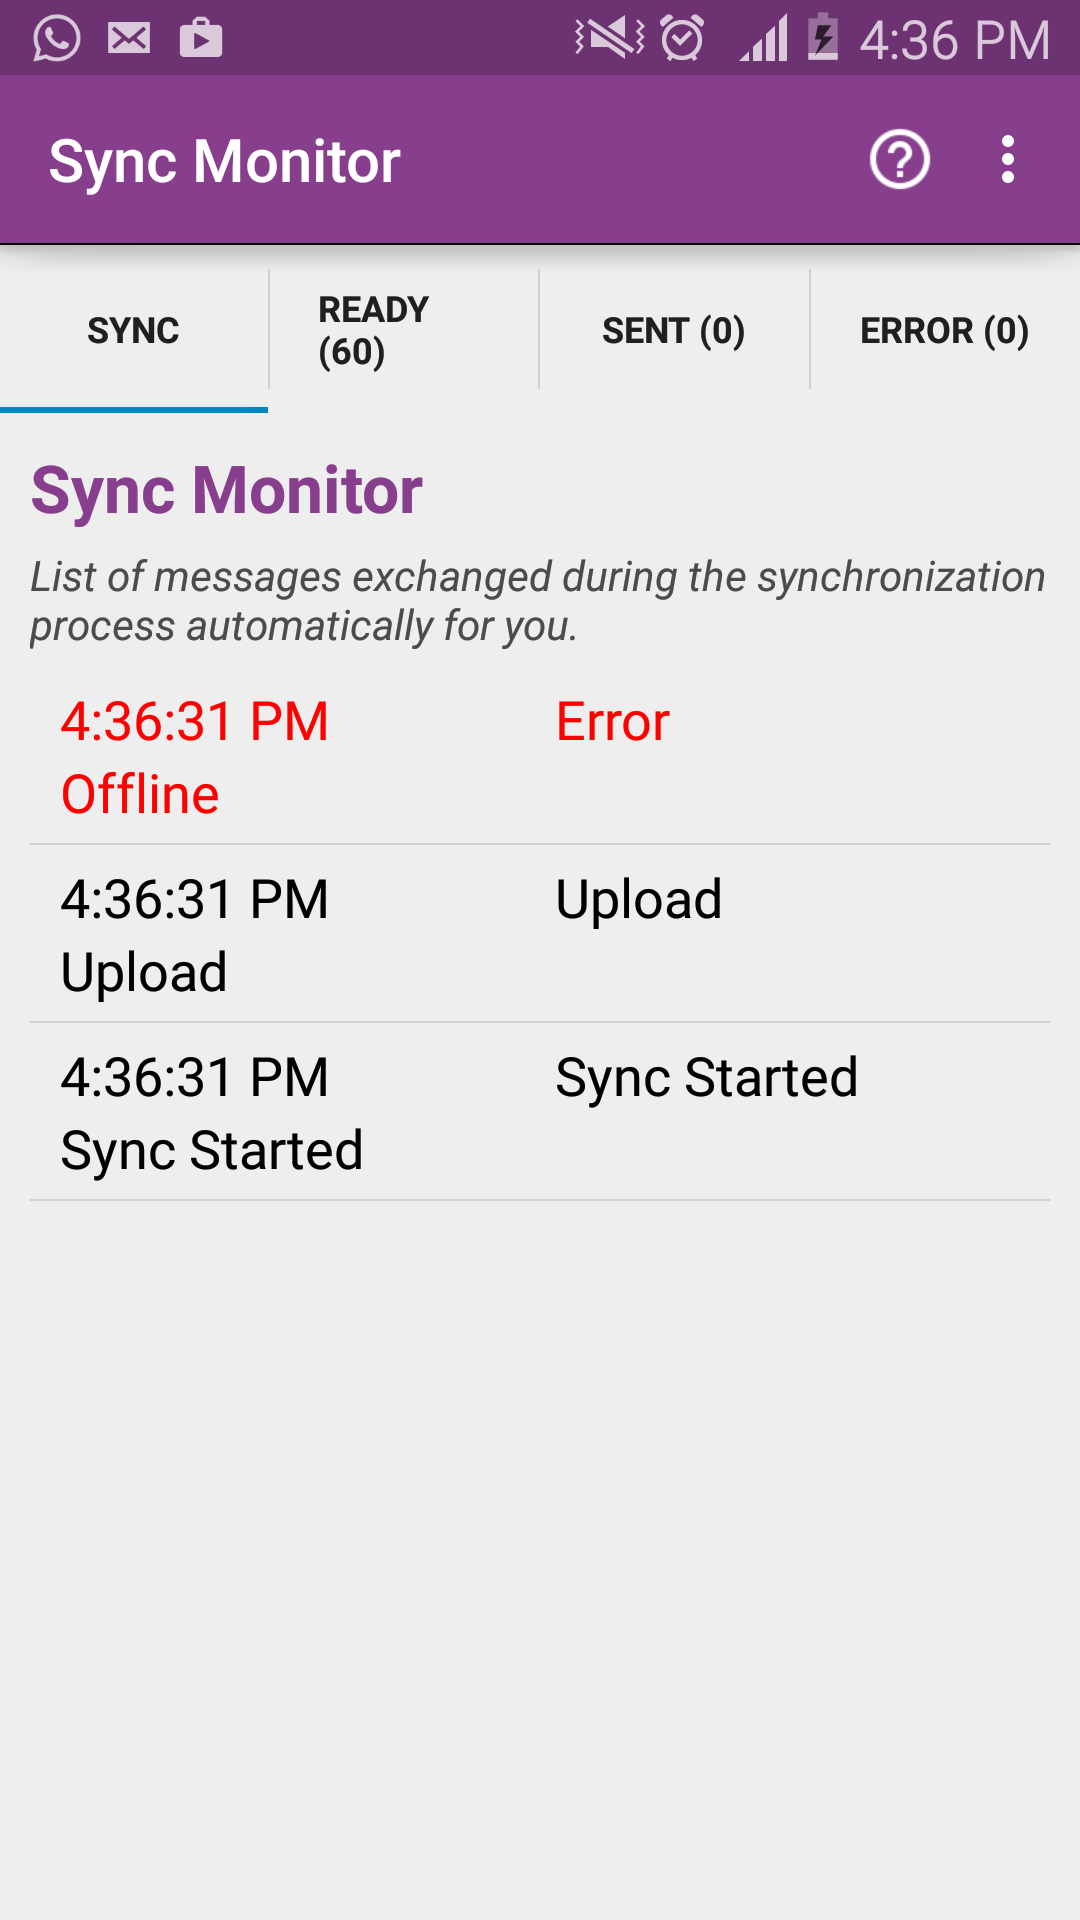 4:36 PM
Sync Monitor
SYNC
READY
(60)
SENT (0)
ERROR (0)
Sync Monitor
List of messages exchanged during the synchronization
process automatically for you.
4:36:31 PM Error
Offline
4:36:31 PM Upload
Upload
4:36:31 PM Sync Started
Sync Started